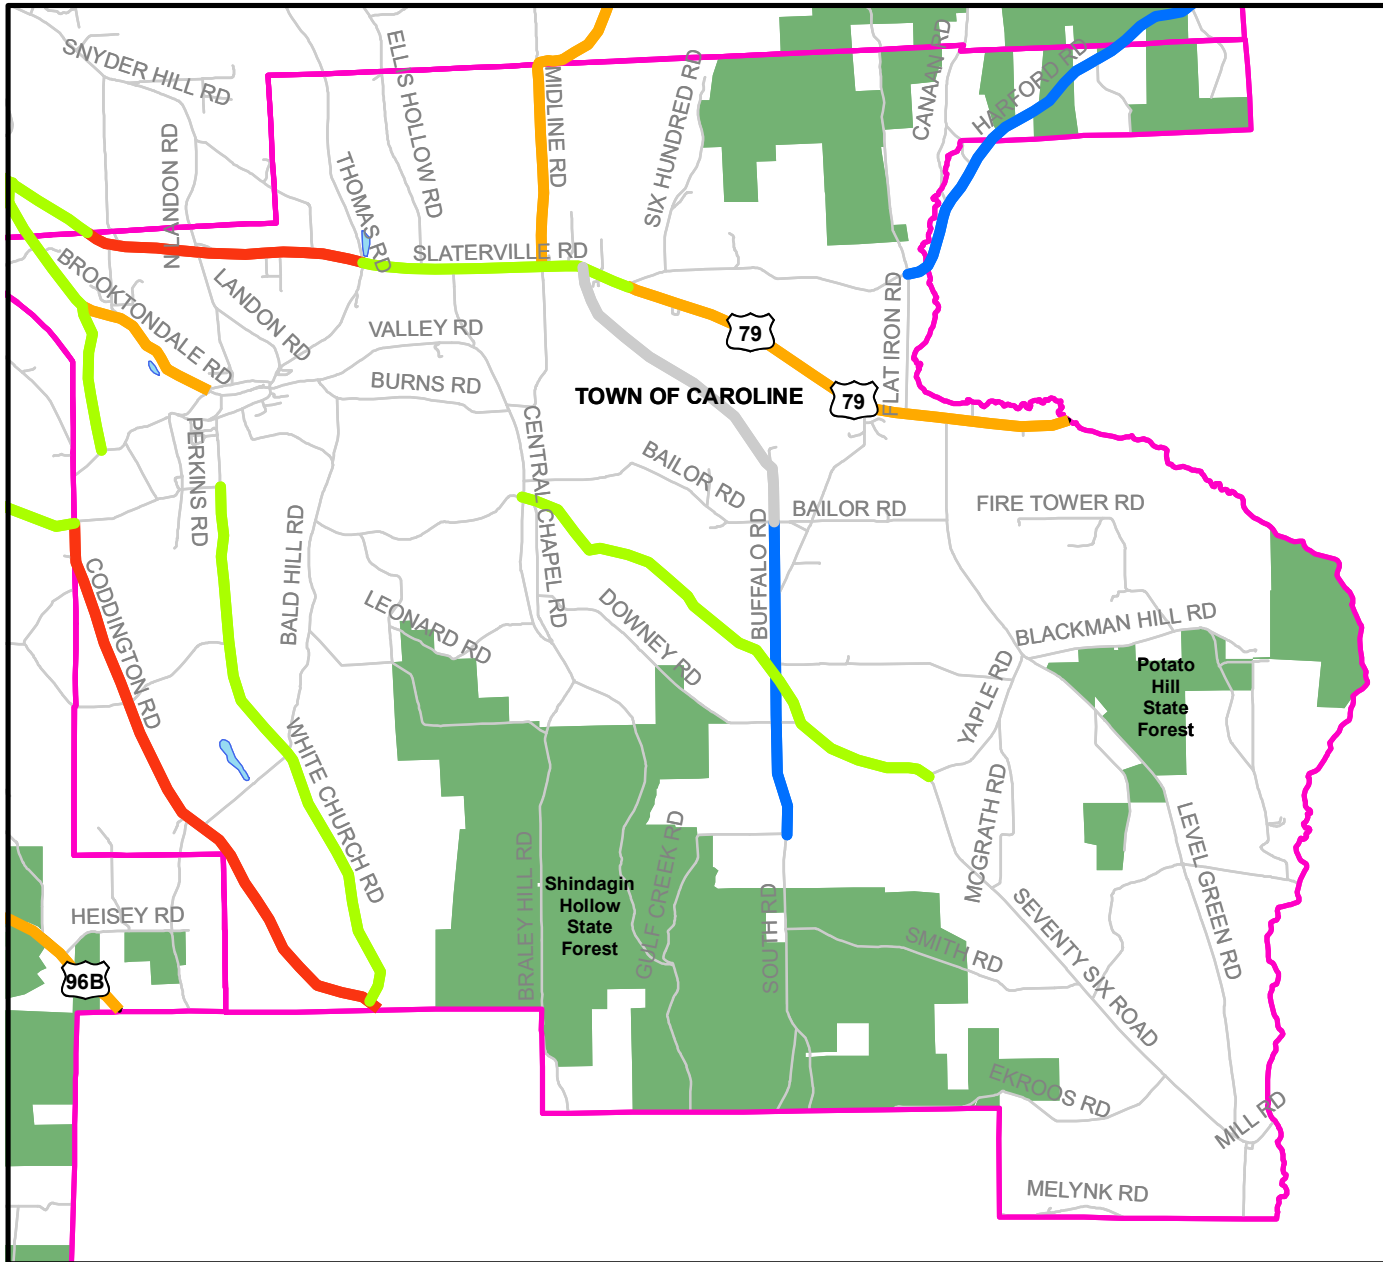 SNYDER HILL RD
ELLIS HOLLOW RD
MIDLINE RD
SIX HUNDRED RD
CANAAN RD
HARFORD RD
N LANDON RD
THOMAS RD
SLATERVILLE RD
BROOKTONDALE RD
LANDON RD
VALLEY RD
BURNS RD
79
79
FLAT IRON RD
TOWN OF CAROLINE
PERKINS RD
CENTRAL CHAPEL RD
BAILOR RD
BAILOR RD
FIRE TOWER RD
BALD HILL RD
BUFFALO RD
CODDINGTON RD
LEONARD RD
DOWNEY RD
BLACKMAN HILL RD
YAPLE RD
Potato
Hill
State
Forest
WHITE CHURCH RD
MCGRATH RD
LEVEL GREEN RD
BRALEY HILL RD
Shindagin
Hollow
State
Forest
GULF CREEK RD
SOUTH RD
SMITH RD
SEVENTY SIX ROAD
HEISEY RD
96B
EKROOS RD
MILL RD
MELYNK RD